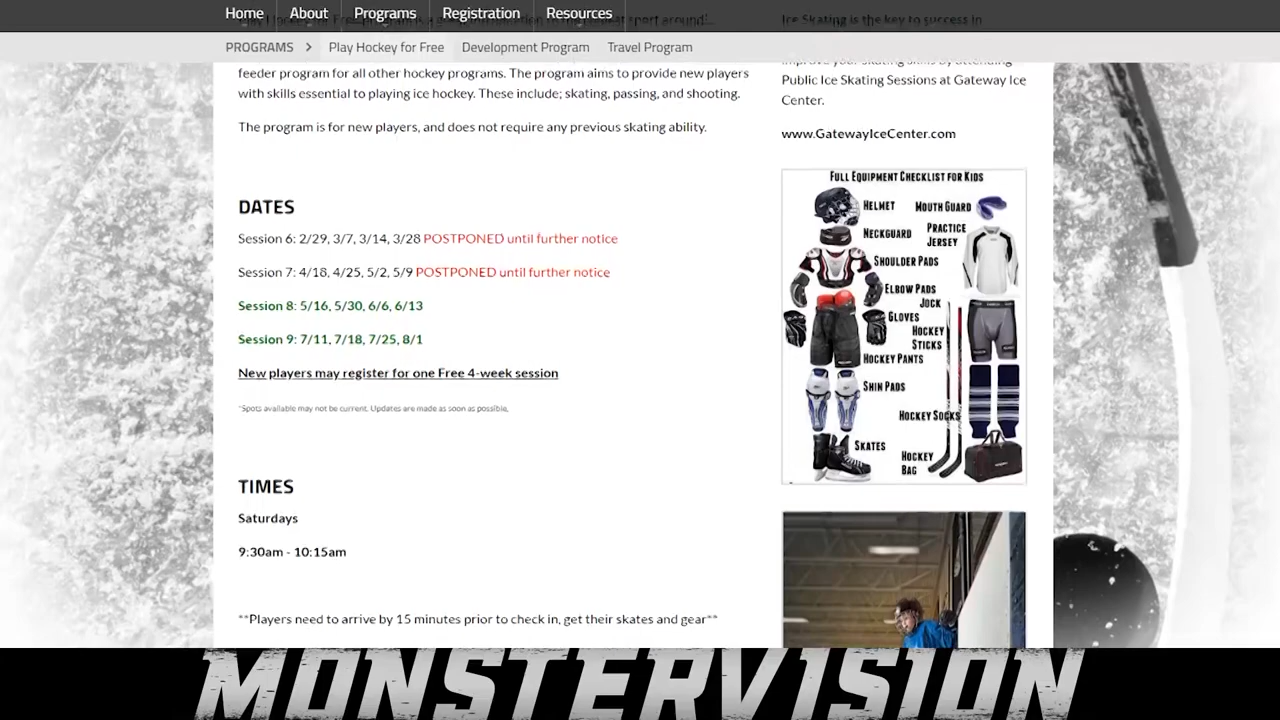 Home About Programs Registration Resources
PROGRAMS > Play Hockey for Free Development Program Travel Program
feeder program for all other hockey programs. The program aims to provide new players
with skills essential to playing ice hockey. These include; skating, passing, and shooting.
The program is for new players, and does not require any previous skating ability.
DATES
Session 6: 2/29, 3/7, 3/14, 3/28 POSTPONED until further notice
Session 7: 4/18, 4/25, 5/2, 5/9 POSTPONED until further notice
Session 8: 5/16, 5/30, 6/6, 6/13
Session 9: 7/11, 7/18, 7/25, 8/1
New players may register for one Free 4-week session
*Spots available may not be current. Updates are made as soon as possible,
TIMES
Saturdays
9:30am - 10:15am
**Players need to arrive by 15 minutes prior to check in, get their skates and gear**
Ice Skating is the key to success in
improve your skating skills by attending
Public Ice Skating Sessions at Gateway Ice
Center.
www.GatewayIceCenter.com
FULL EQUIPMENT CHECKLIST FOR KIDS
HELMET
MOUTH GUARD
NECKGUARD
PRACTICE
JERSEY
SHOULDER PADS
ELBOW PADS
JOCK
GLOVES
HOCKEY
STICKS
HOCKEY PANTS
SHIN PADS
HOCKEY SOCKS
SKATES
HOCKEY
BAG
MONSTERVISION